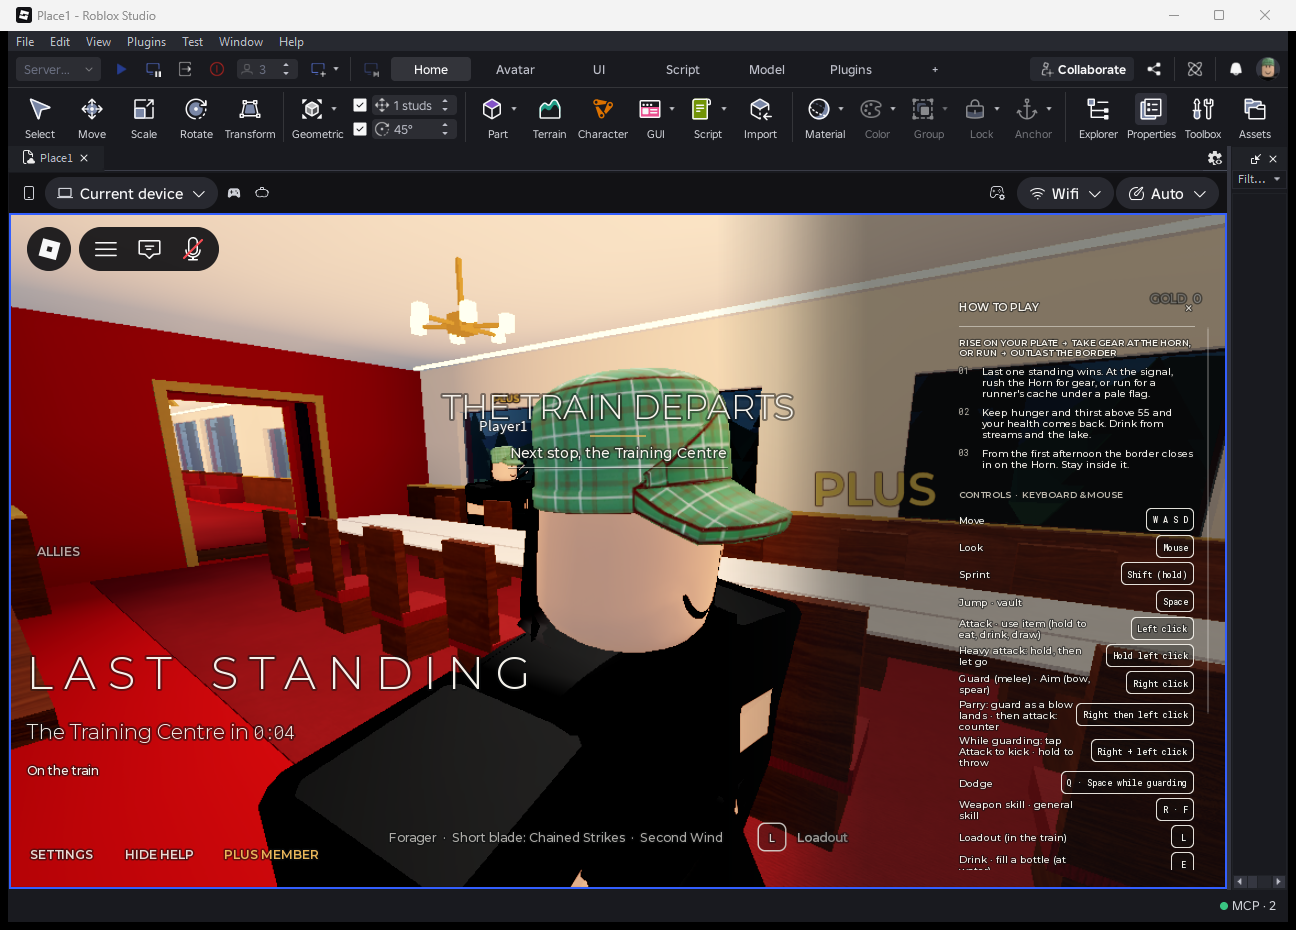 Place1 - Roblox Studio
File Edit View Plugins Test Window Help
Server... 3 Home Avatar UI Script Model Plugins + Collaborate
1 studs
45°
Select Move Scale Rotate Transform Geometric Part Terrain Character GUI Script Import Material Color Group Lock Anchor Explorer Properties Toolbox Assets
Place1
Filt...
Current device Wifi Auto
GOLD 0
HOW TO PLAY ×
RISE ON YOUR PLATE → TAKE GEAR AT THE HORN,
OR RUN → OUTLAST THE BORDER
01 Last one standing wins. At the signal,
rush the Horn for gear, or run for a
runner's cache under a pale flag.
02 Keep hunger and thirst above 55 and
your health comes back. Drink from
streams and the lake.
03 From the first afternoon the border closes
in on the Horn. Stay inside it.
CONTROLS · KEYBOARD & MOUSE
Move W A S D
Look Mouse
Sprint Shift (hold)
Jump · vault Space
Attack · use item (hold to
eat, drink, draw) Left click
Heavy attack: hold, then
let go Hold left click
Guard (melee) · Aim (bow,
spear) Right click
Parry: guard as a blow
lands · then attack:
counter Right then left click
While guarding: tap
Attack to kick · hold to
throw Right + left click
Dodge Q · Space while guarding
Weapon skill · general
skill R · F
Loadout (in the train) L
Drink · fill a bottle (at
water) E
PLUS
THE TRAIN DEPARTS
Player1
Next stop, the Training Centre
PLUS
ALLIES
LAST STANDING
The Training Centre in 0:04
On the train
Forager · Short blade: Chained Strikes · Second Wind L Loadout
SETTINGS HIDE HELP PLUS MEMBER
MCP · 2